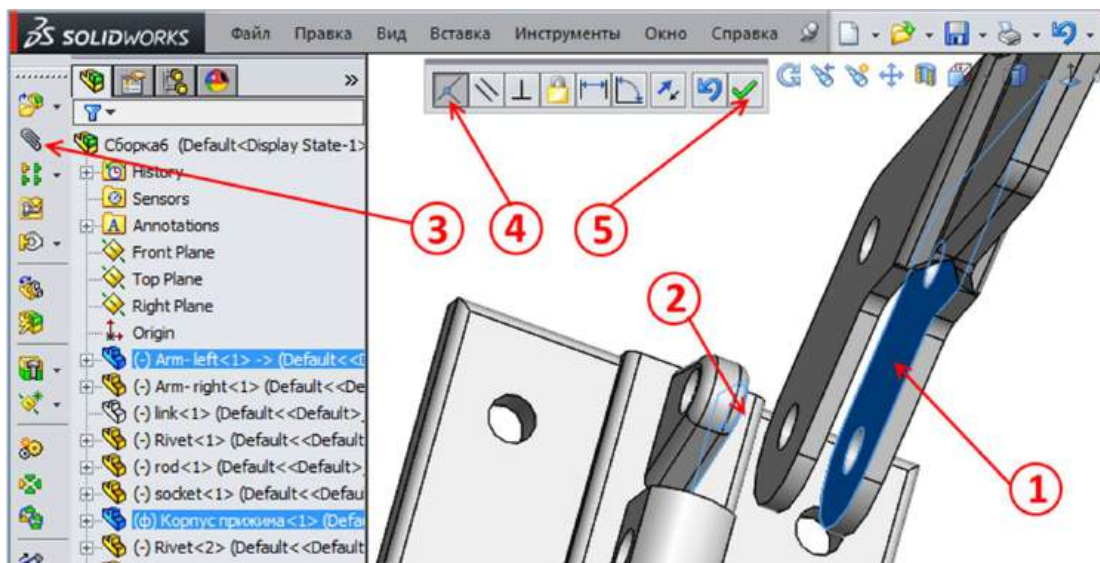 SOLIDWORKS Файл Правка Вид Вставка Инструменты Окно Справка
»
Сборка6 (Default<Display State-1>
History
Sensors
A Annotations
Front Plane
Top Plane
Right Plane
Origin
(-) Arm- left<1> -> (Default<<D
(-) Arm- right<1> (Default<<De
(-) link<1> (Default<<Default>_
(-) Rivet<1> (Default<<Default
(-) rod<1> (Default<<Default>_
(-) socket<1> (Default<<Defau
(ф) Корпус прижима<1> (Defa
(-) Rivet<2> (Default<<Default
3
4
5
2
1